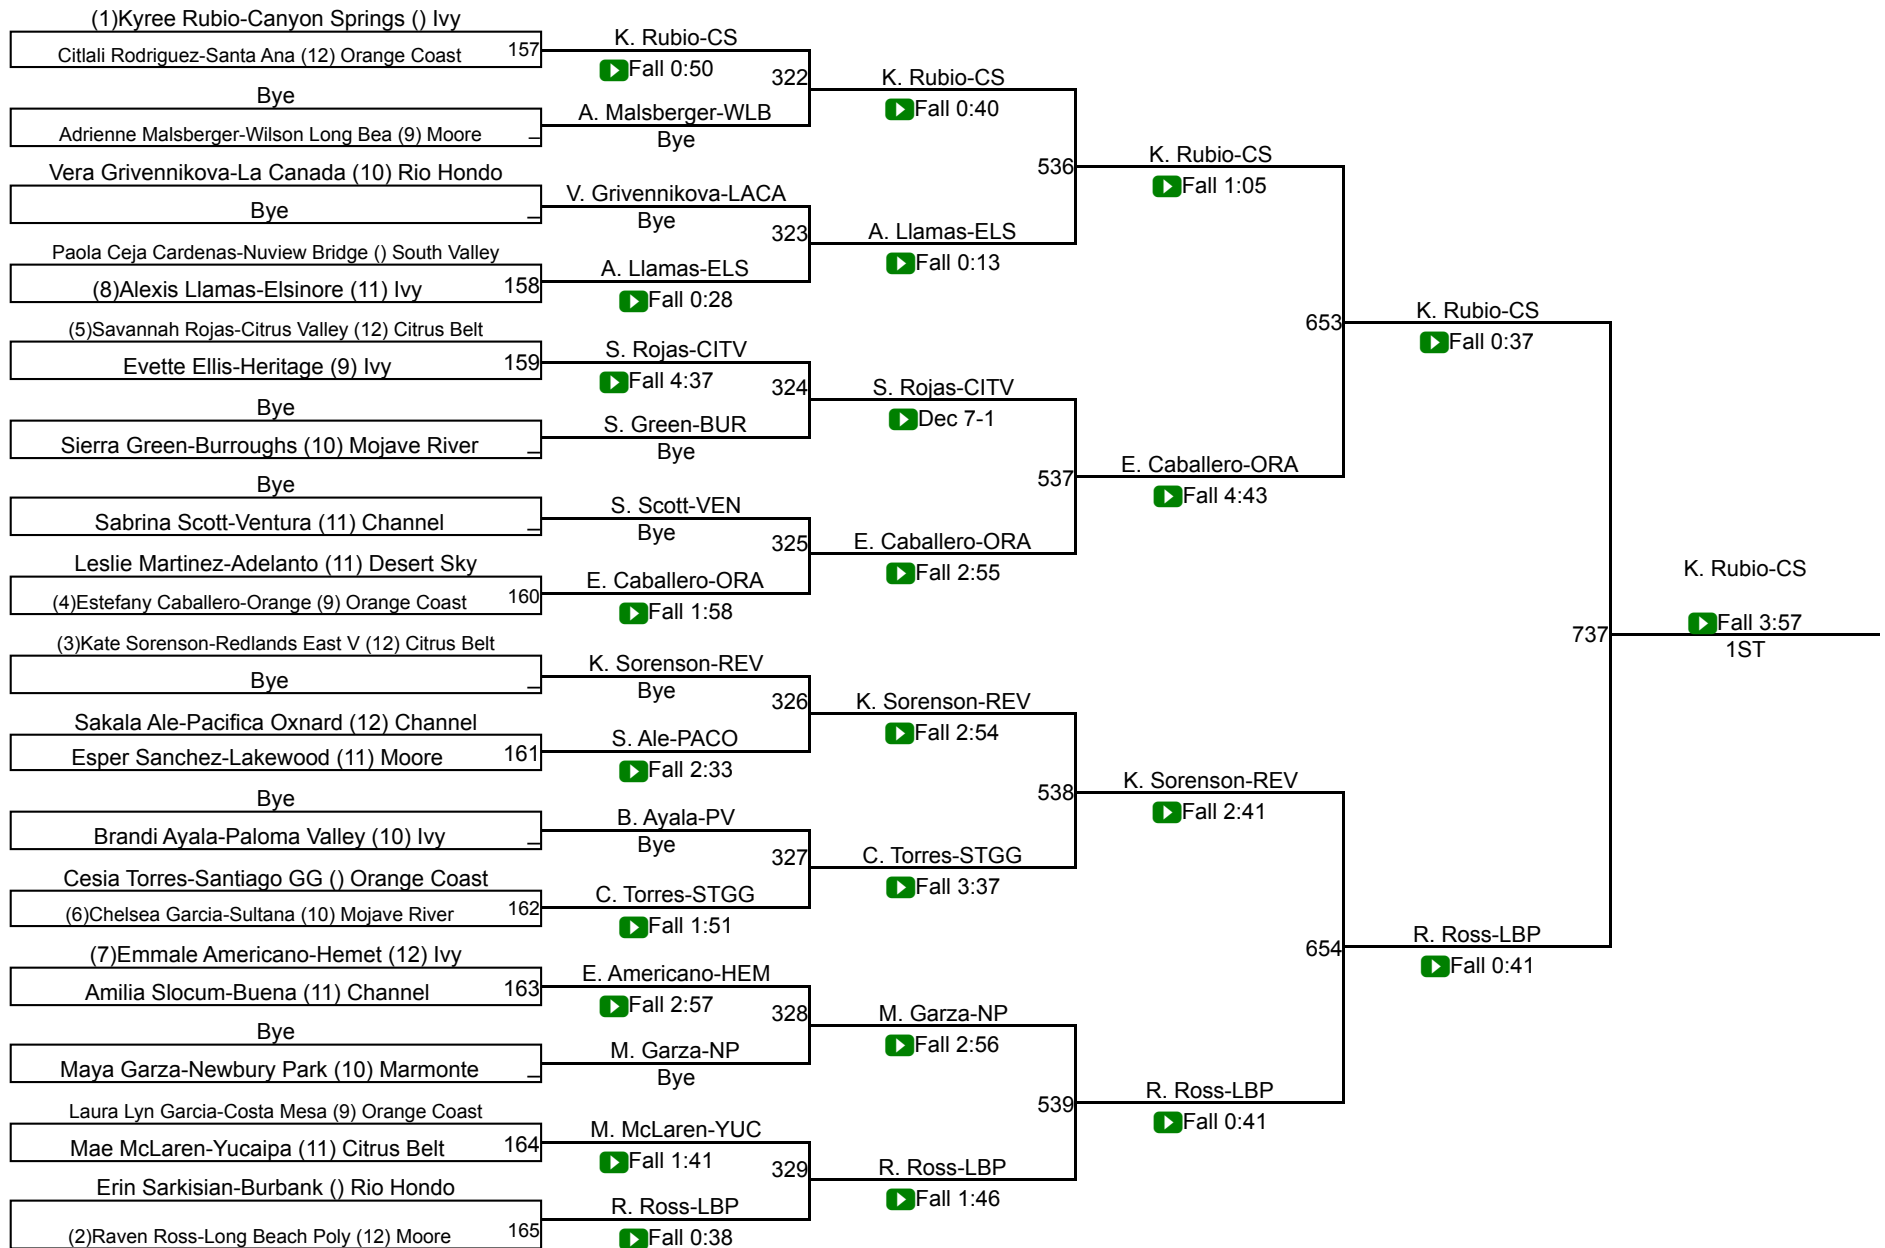 (1)Kyree Rubio-Canyon Springs () Ivy
Citlali Rodriguez-Santa Ana (12) Orange Coast 157
Bye
Adrienne Malsberger-Wilson Long Bea (9) Moore _
Vera Grivennikova-La Canada (10) Rio Hondo
Bye _
Paola Ceja Cardenas-Nuview Bridge () South Valley
(8)Alexis Llamas-Elsinore (11) Ivy 158
(5)Savannah Rojas-Citrus Valley (12) Citrus Belt
Evette Ellis-Heritage (9) Ivy 159
Bye
Sierra Green-Burroughs (10) Mojave River _
Bye
Sabrina Scott-Ventura (11) Channel _
Leslie Martinez-Adelanto (11) Desert Sky
(4)Estefany Caballero-Orange (9) Orange Coast 160
(3)Kate Sorenson-Redlands East V (12) Citrus Belt
Bye _
Sakala Ale-Pacifica Oxnard (12) Channel
Esper Sanchez-Lakewood (11) Moore 161
Bye
Brandi Ayala-Paloma Valley (10) Ivy _
Cesia Torres-Santiago GG () Orange Coast
(6)Chelsea Garcia-Sultana (10) Mojave River 162
(7)Emmale Americano-Hemet (12) Ivy
Amilia Slocum-Buena (11) Channel 163
Bye
Maya Garza-Newbury Park (10) Marmonte _
Laura Lyn Garcia-Costa Mesa (9) Orange Coast
Mae McLaren-Yucaipa (11) Citrus Belt 164
Erin Sarkisian-Burbank () Rio Hondo
(2)Raven Ross-Long Beach Poly (12) Moore 165
K. Rubio-CS
Fall 0:50
322
A. Malsberger-WLB
Bye
V. Grivennikova-LACA
Bye
323
A. Llamas-ELS
Fall 0:28
S. Rojas-CITV
Fall 4:37
324
S. Green-BUR
Bye
S. Scott-VEN
Bye
325
E. Caballero-ORA
Fall 1:58
K. Sorenson-REV
Bye
326
S. Ale-PACO
Fall 2:33
B. Ayala-PV
Bye
327
C. Torres-STGG
Fall 1:51
E. Americano-HEM
Fall 2:57
328
M. Garza-NP
Bye
M. McLaren-YUC
Fall 1:41
329
R. Ross-LBP
Fall 0:38
K. Rubio-CS
Fall 0:40
536
A. Llamas-ELS
Fall 0:13
S. Rojas-CITV
Dec 7-1
537
E. Caballero-ORA
Fall 2:55
K. Sorenson-REV
Fall 2:54
538
C. Torres-STGG
Fall 3:37
M. Garza-NP
Fall 2:56
539
R. Ross-LBP
Fall 1:46
K. Rubio-CS
Fall 1:05
653
E. Caballero-ORA
Fall 4:43
K. Sorenson-REV
Fall 2:41
654
R. Ross-LBP
Fall 0:41
K. Rubio-CS
Fall 0:37
737
R. Ross-LBP
Fall 0:41
K. Rubio-CS
Fall 3:57
1ST